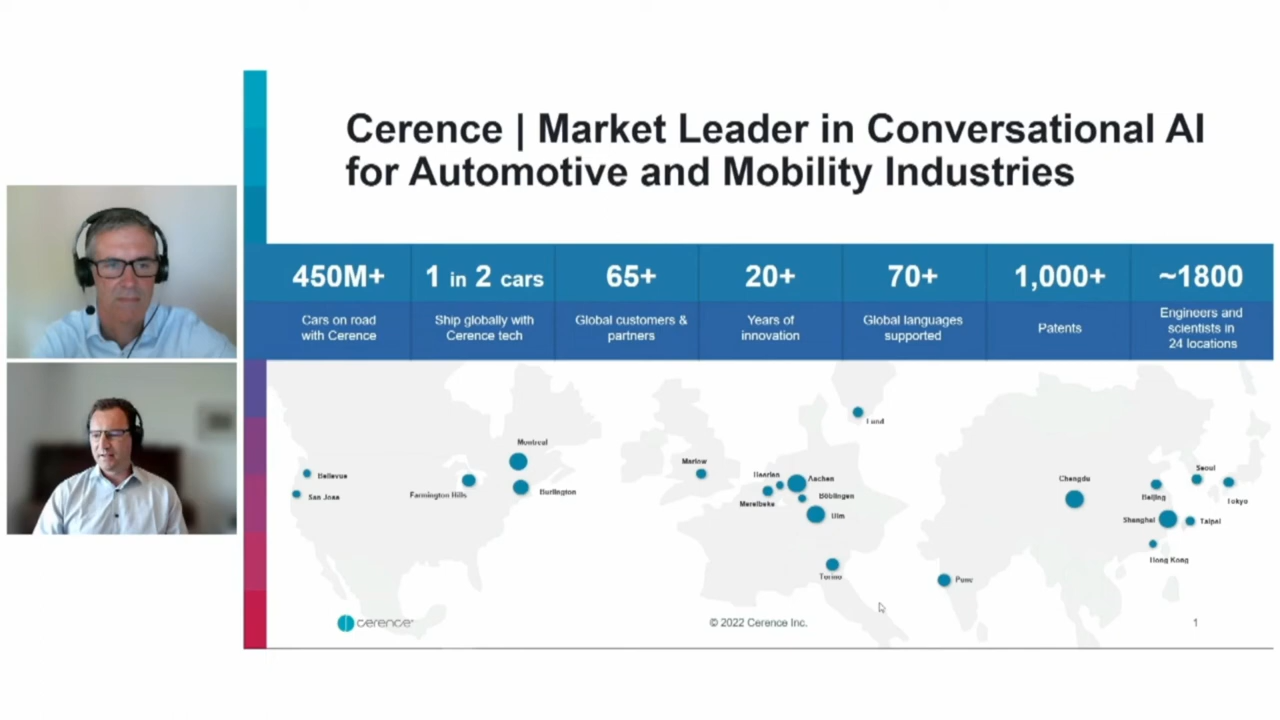 Cerence | Market Leader in Conversational AI
for Automotive and Mobility Industries
450M+
Cars on road
with Cerence
1 in 2 cars
Ship globally with
Cerence tech
65+
Global customers &
partners
20+
Years of
innovation
70+
Global languages
supported
1,000+
Patents
~1800
Engineers and
scientists in
24 locations
Bellevue
San Jose
Farmington Hills
Montreal
Burlington
Marlow
Merelbeke
Aachen
Böblingen
Ulm
Torino
Lund
Pune
Chengdu
Beijing
Seoul
Tokyo
Shanghai
Taipai
Hong Kong
cerence
© 2022 Cerence Inc.
1